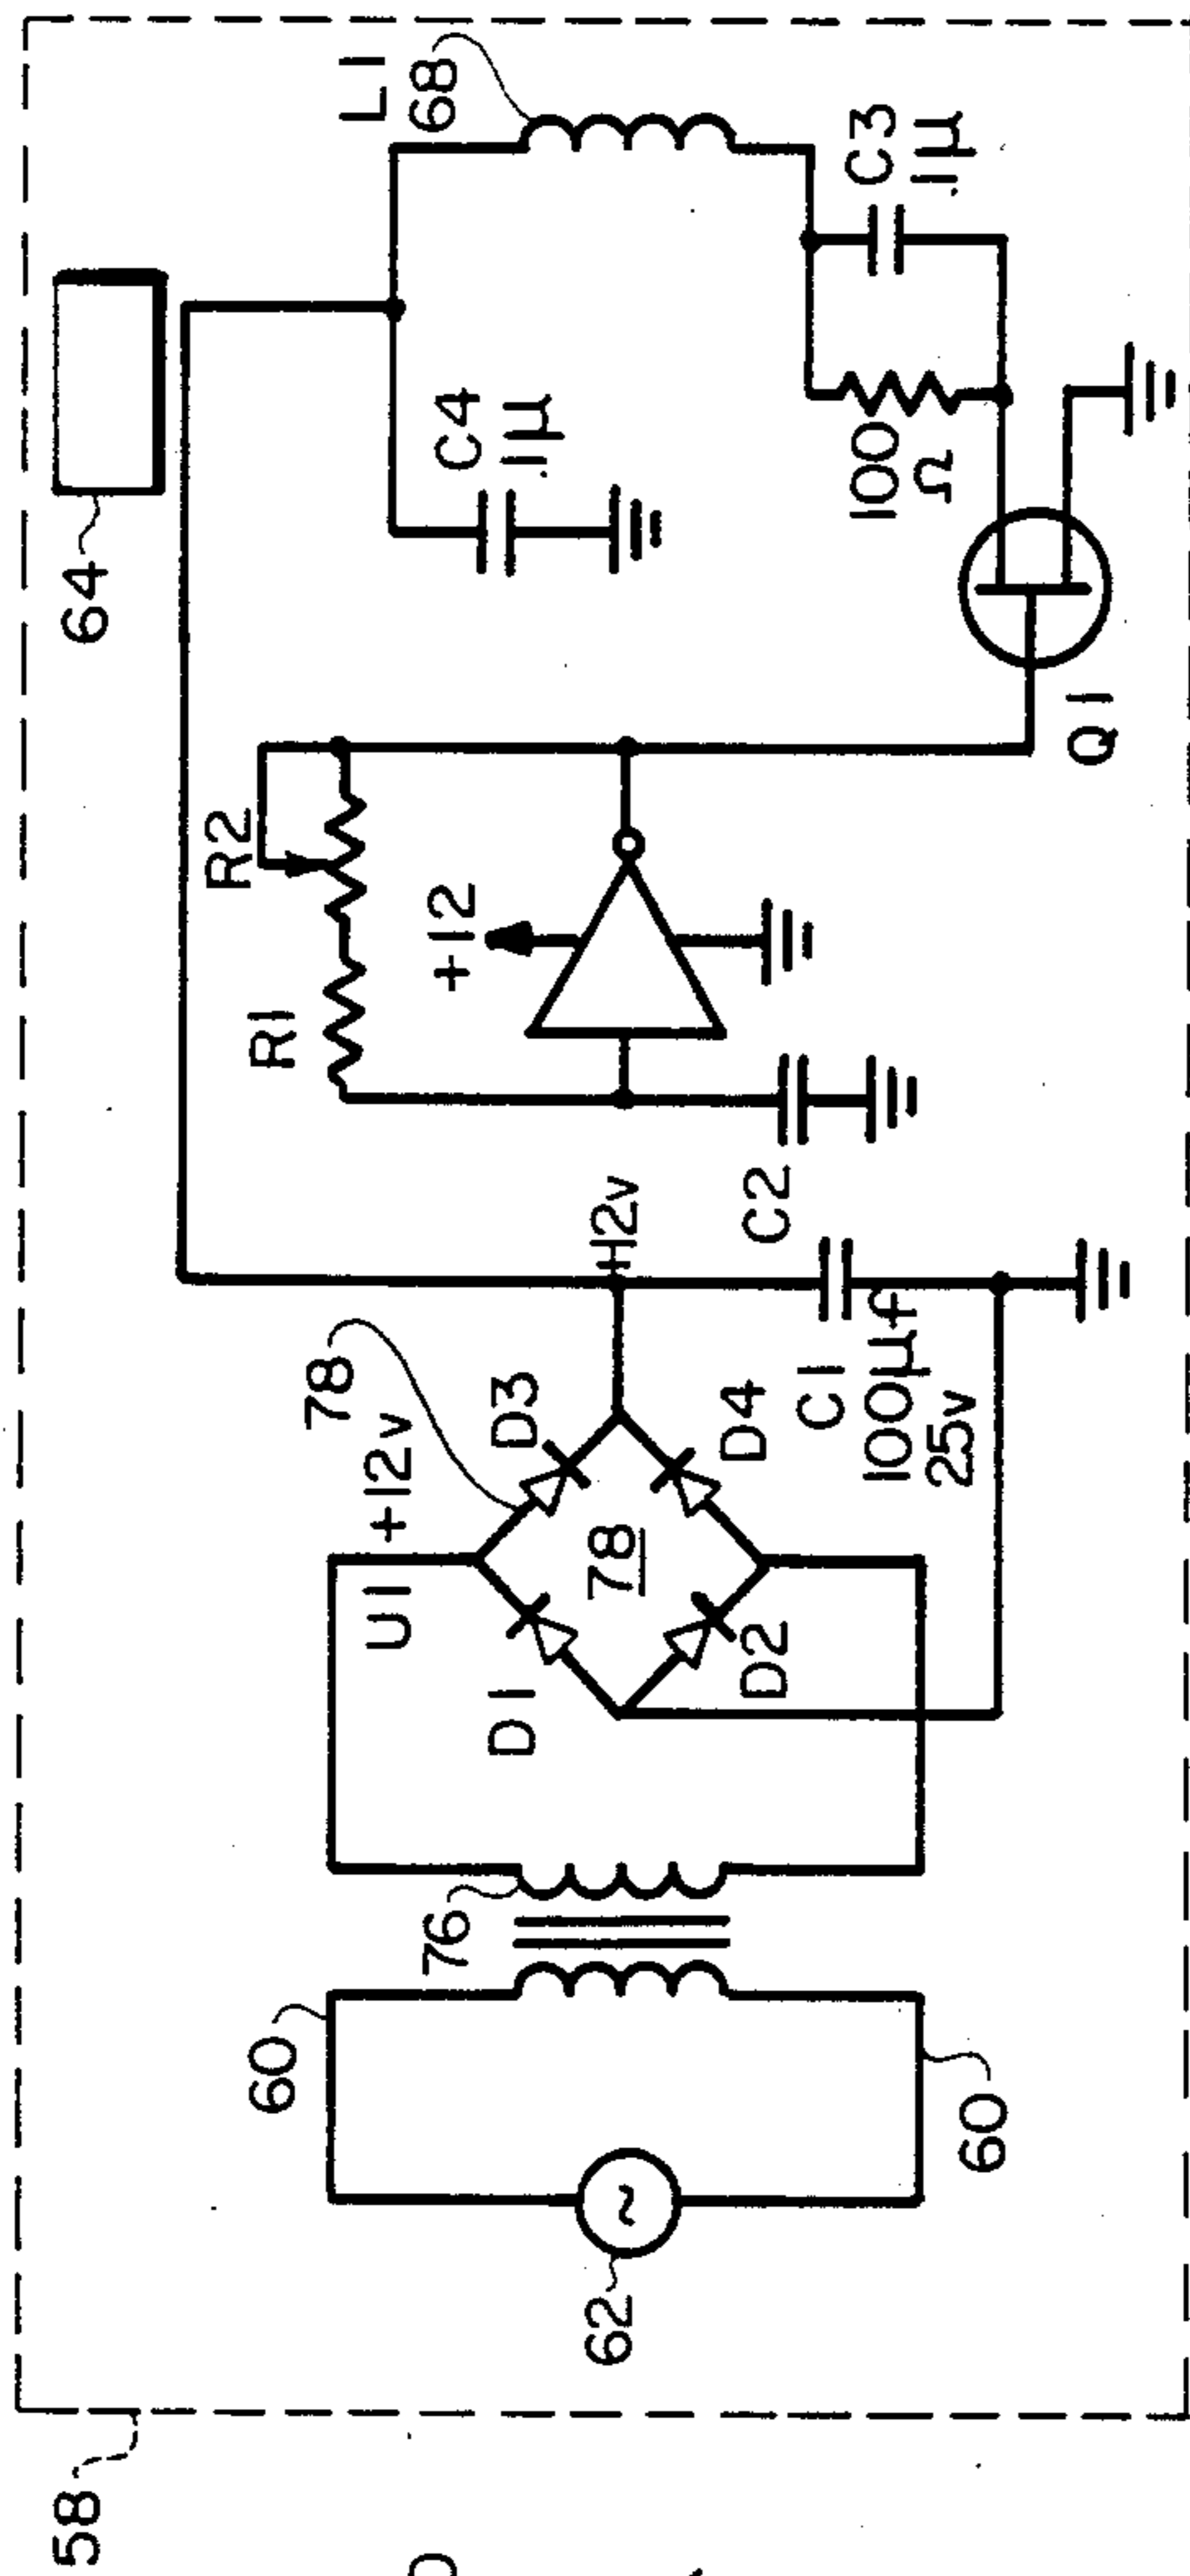 58
62
60
60
76
U1 +12v
78
D1
D3
78
D2
D4
+12v
C1
100µf
25v
C2
R1
R2
+12
Q1
64
C4
.1µ
100
Ω
C3
.1µ
L1
68
~